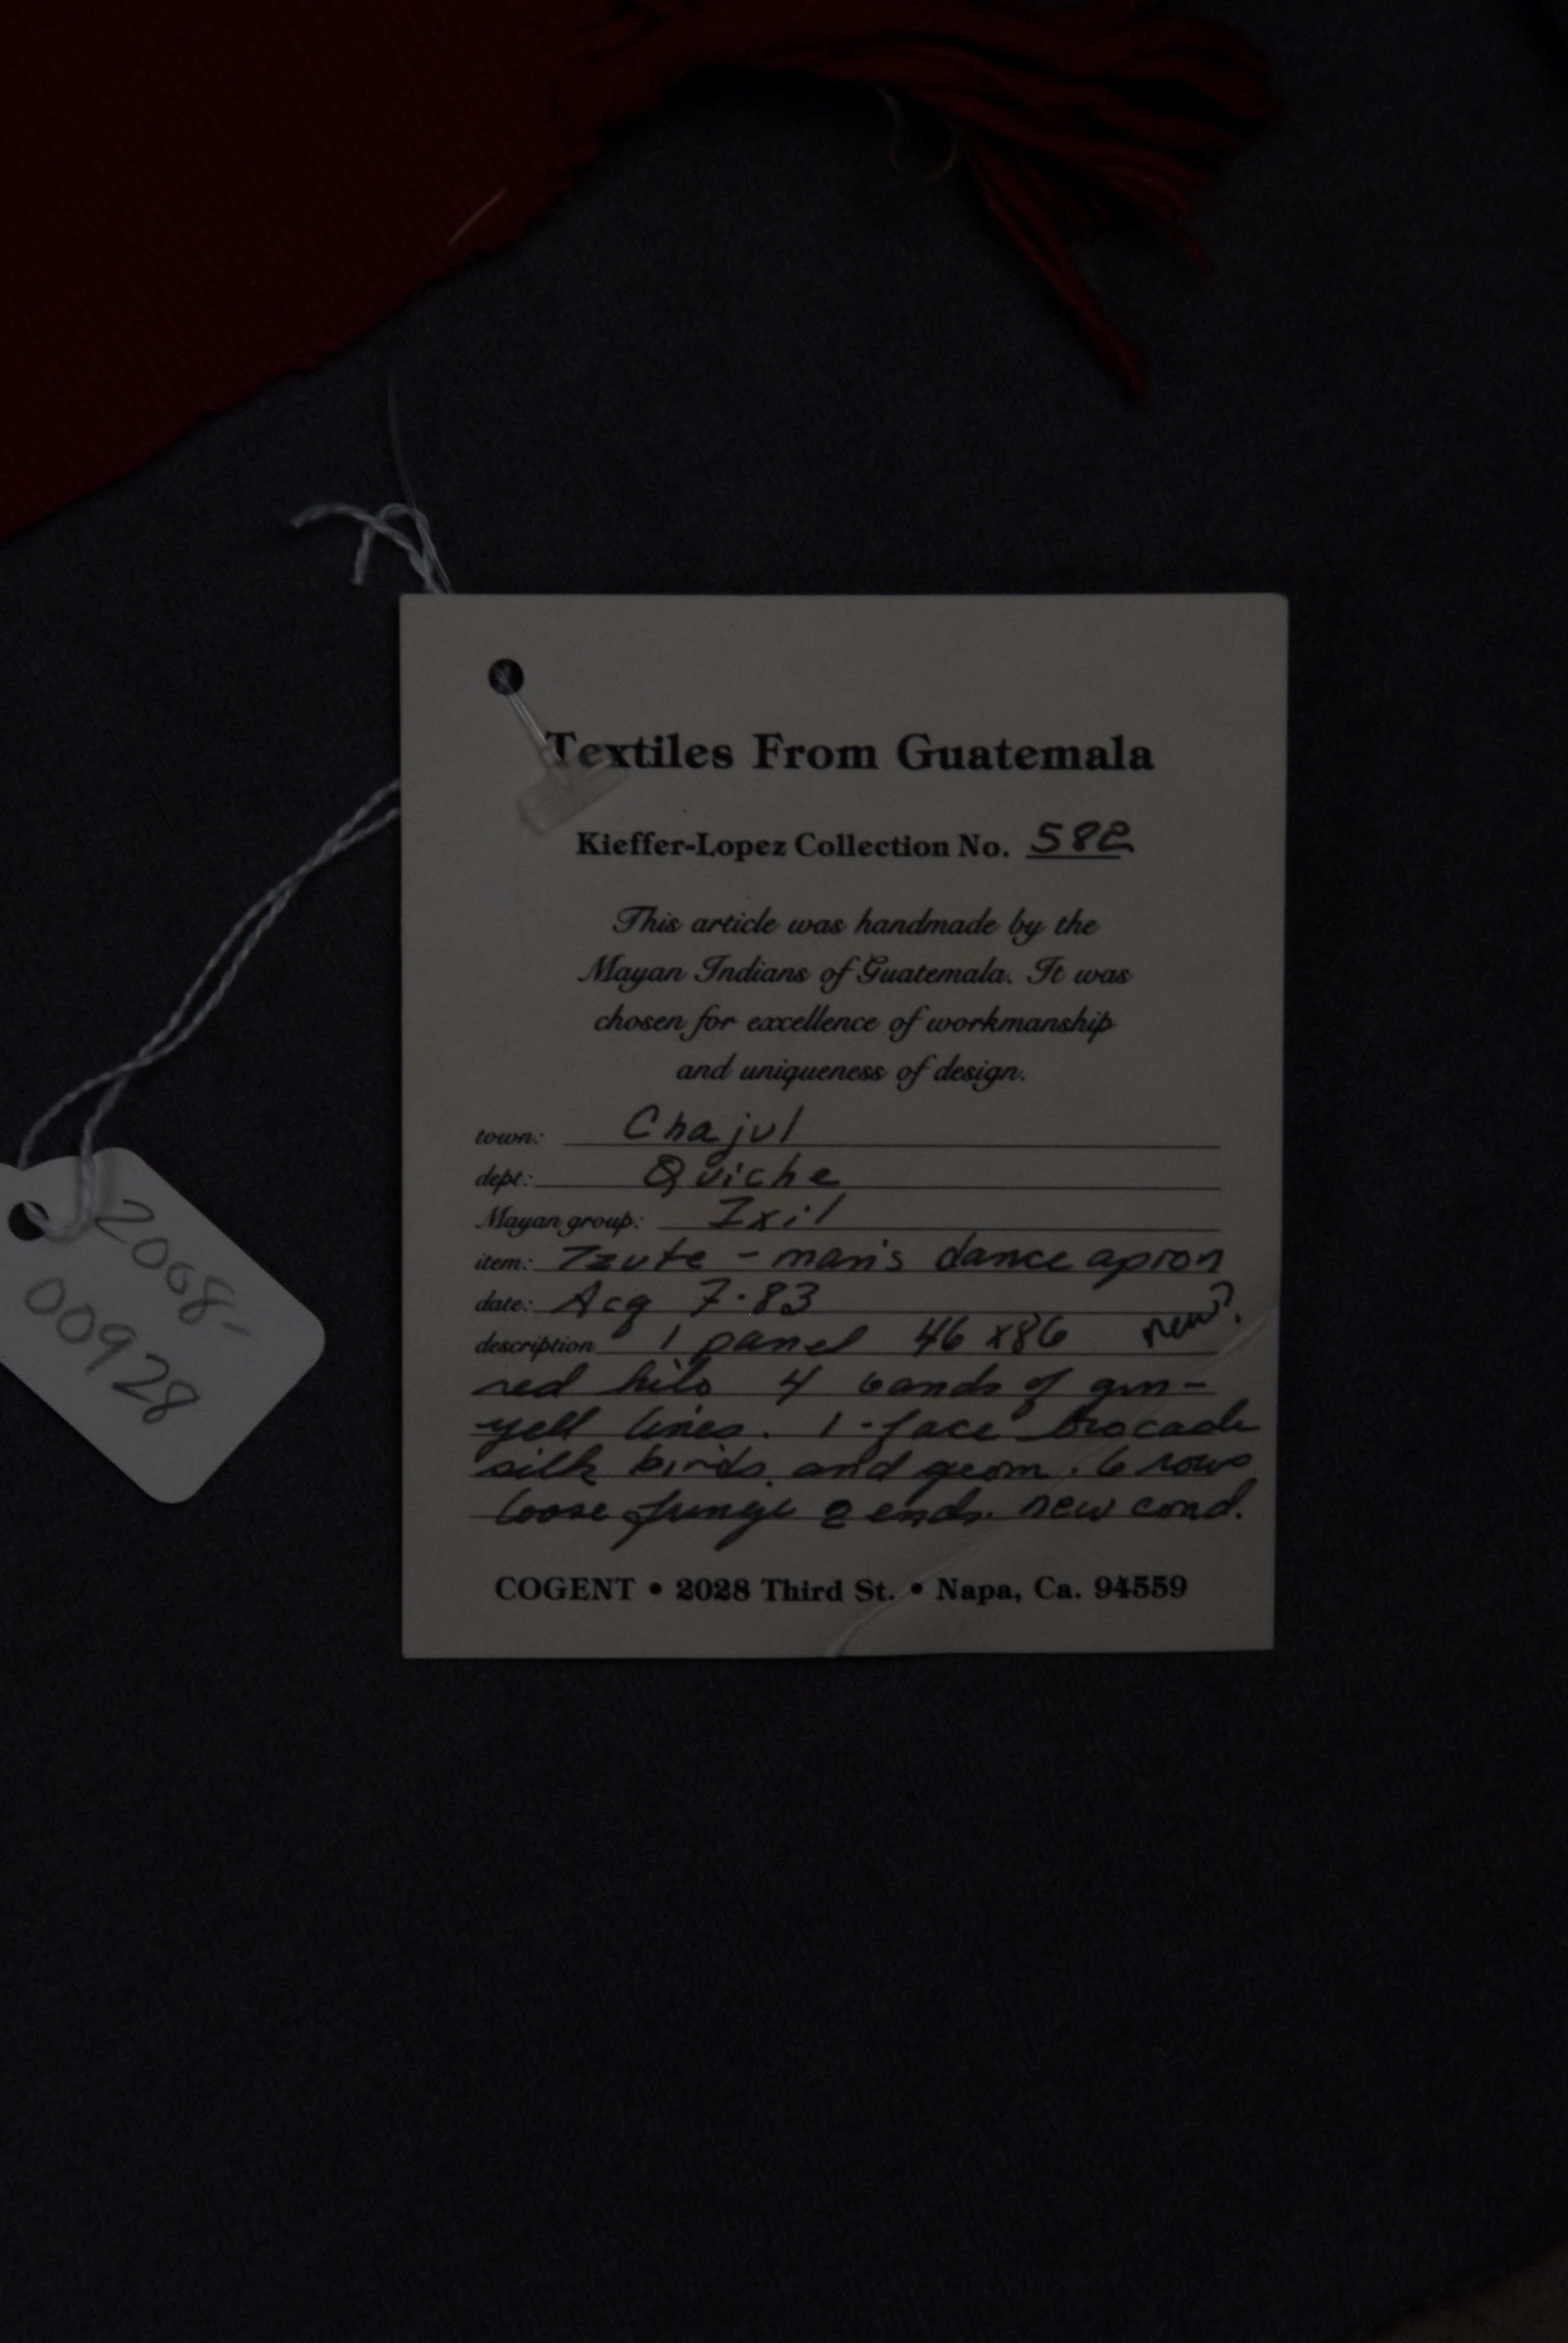 Textiles From Guatemala
Kieffer-Lopez Collection No. 582
This article was handmade by the
Mayan Indians of Guatemala. It was
chosen for excellence of workmanship
and uniqueness of design.
town: Chajul
dept: Quiche
Mayan group: Ixil
item: Tzute - man's dance apron
date: Acq 7.83
new?
description 1 panel 46 x86
red hilo 4 bands of grn-
yell lines. 1-face brocade
silk birds and geom. 6 rows
loose fringe 2 ends. new cond.
COGENT • 2028 Third St. • Napa, Ca. 94559
2068-
00928